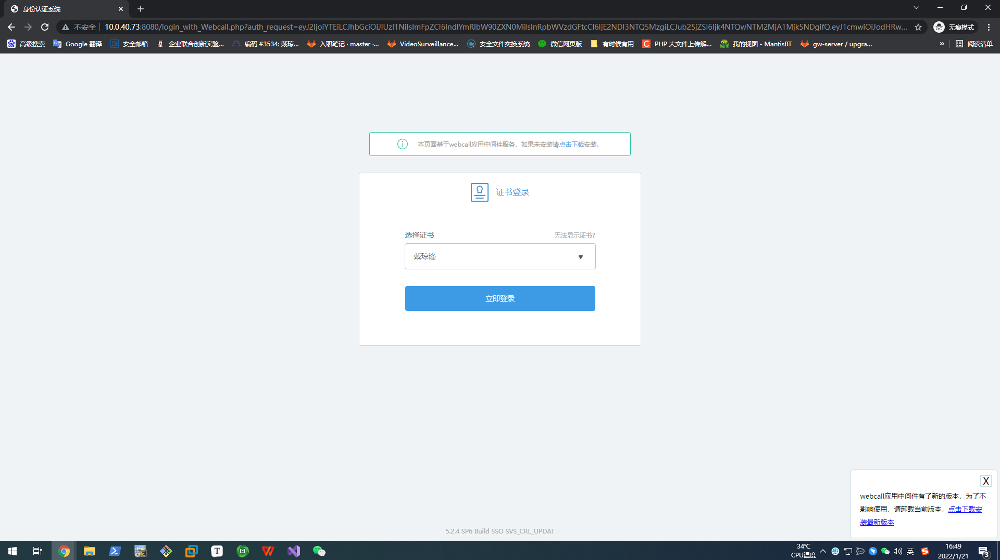 身份认证系统
不安全 10.0.40.73:8080/login_with_Webcall.php?auth_request=
无痕模式
高级搜索 Google 翻译 安全邮箱 企业联合创新实验... 编码 #3534: 戴琼... 入职笔记 · master ·... VideoSurveillance... 安全文件交换系统 微信网页版 有时候有用 PHP 大文件上传解... 我的视图 - MantisBT gw-server / upgra... » 阅读清单
本页面基于webcall应用中间件服务，如果未安装请点击下载安装。
证书登录
选择证书 无法显示证书?
戴琼锋
立即登录
X
webcall应用中间件有了新的版本，为了不
影响使用，请卸载当前版本，点击下载安
装最新版本
5.2.4 SP6 Build SSO SVS_CRL_UPDAT
34℃
CPU温度
英
16:49
2022/1/21
3